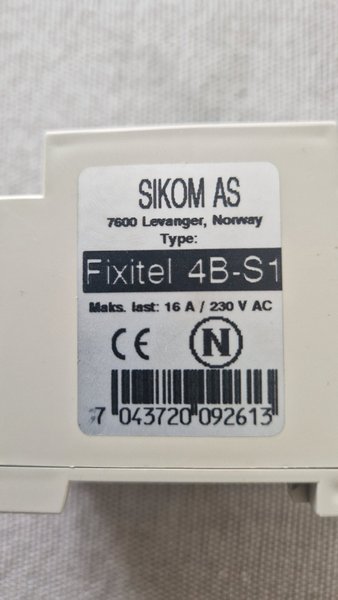 SIKOM AS
7600 Levanger, Norway
Type:
Fixitel 4B-S1
Maks. last: 16 A / 230 V AC
CE N
7 043720 092613